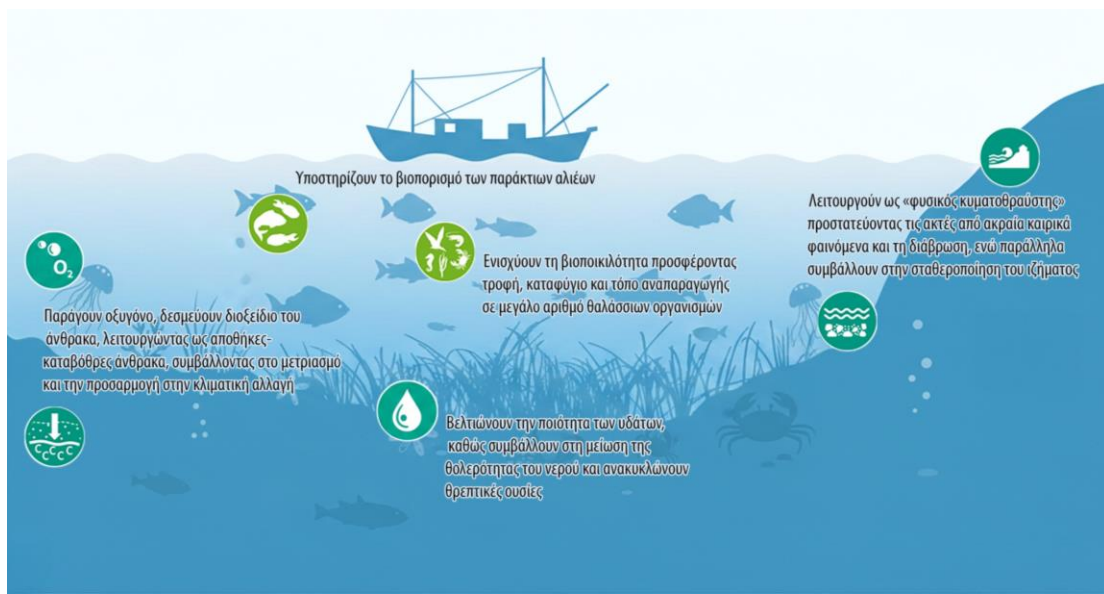 Υποστηρίζουν το βιοπορισμό των παράκτιων αλιέων
Λειτουργούν ως «φυσικός κυματοθραύστης»
προστατεύοντας τις ακτές από ακραία καιρικά
φαινόμενα και τη διάβρωση, ενώ παράλληλα
συμβάλλουν στην σταθεροποίηση του ιζήματος
Ενισχύουν τη βιοποικιλότητα προσφέροντας
τροφή, καταφύγιο και τόπο αναπαραγωγής
σε μεγάλο αριθμό θαλάσσιων οργανισμών
O₂
Παράγουν οξυγόνο, δεσμεύουν διοξείδιο του
άνθρακα, λειτουργώντας ως αποθήκες-
καταβόθρες άνθρακα, συμβάλλοντας στο μετριασμό
και την προσαρμογή στην κλιματική αλλαγή
C C C C
Βελτιώνουν την ποιότητα των υδάτων,
καθώς συμβάλλουν στη μείωση της
θολερότητας του νερού και ανακυκλώνουν
θρεπτικές ουσίες